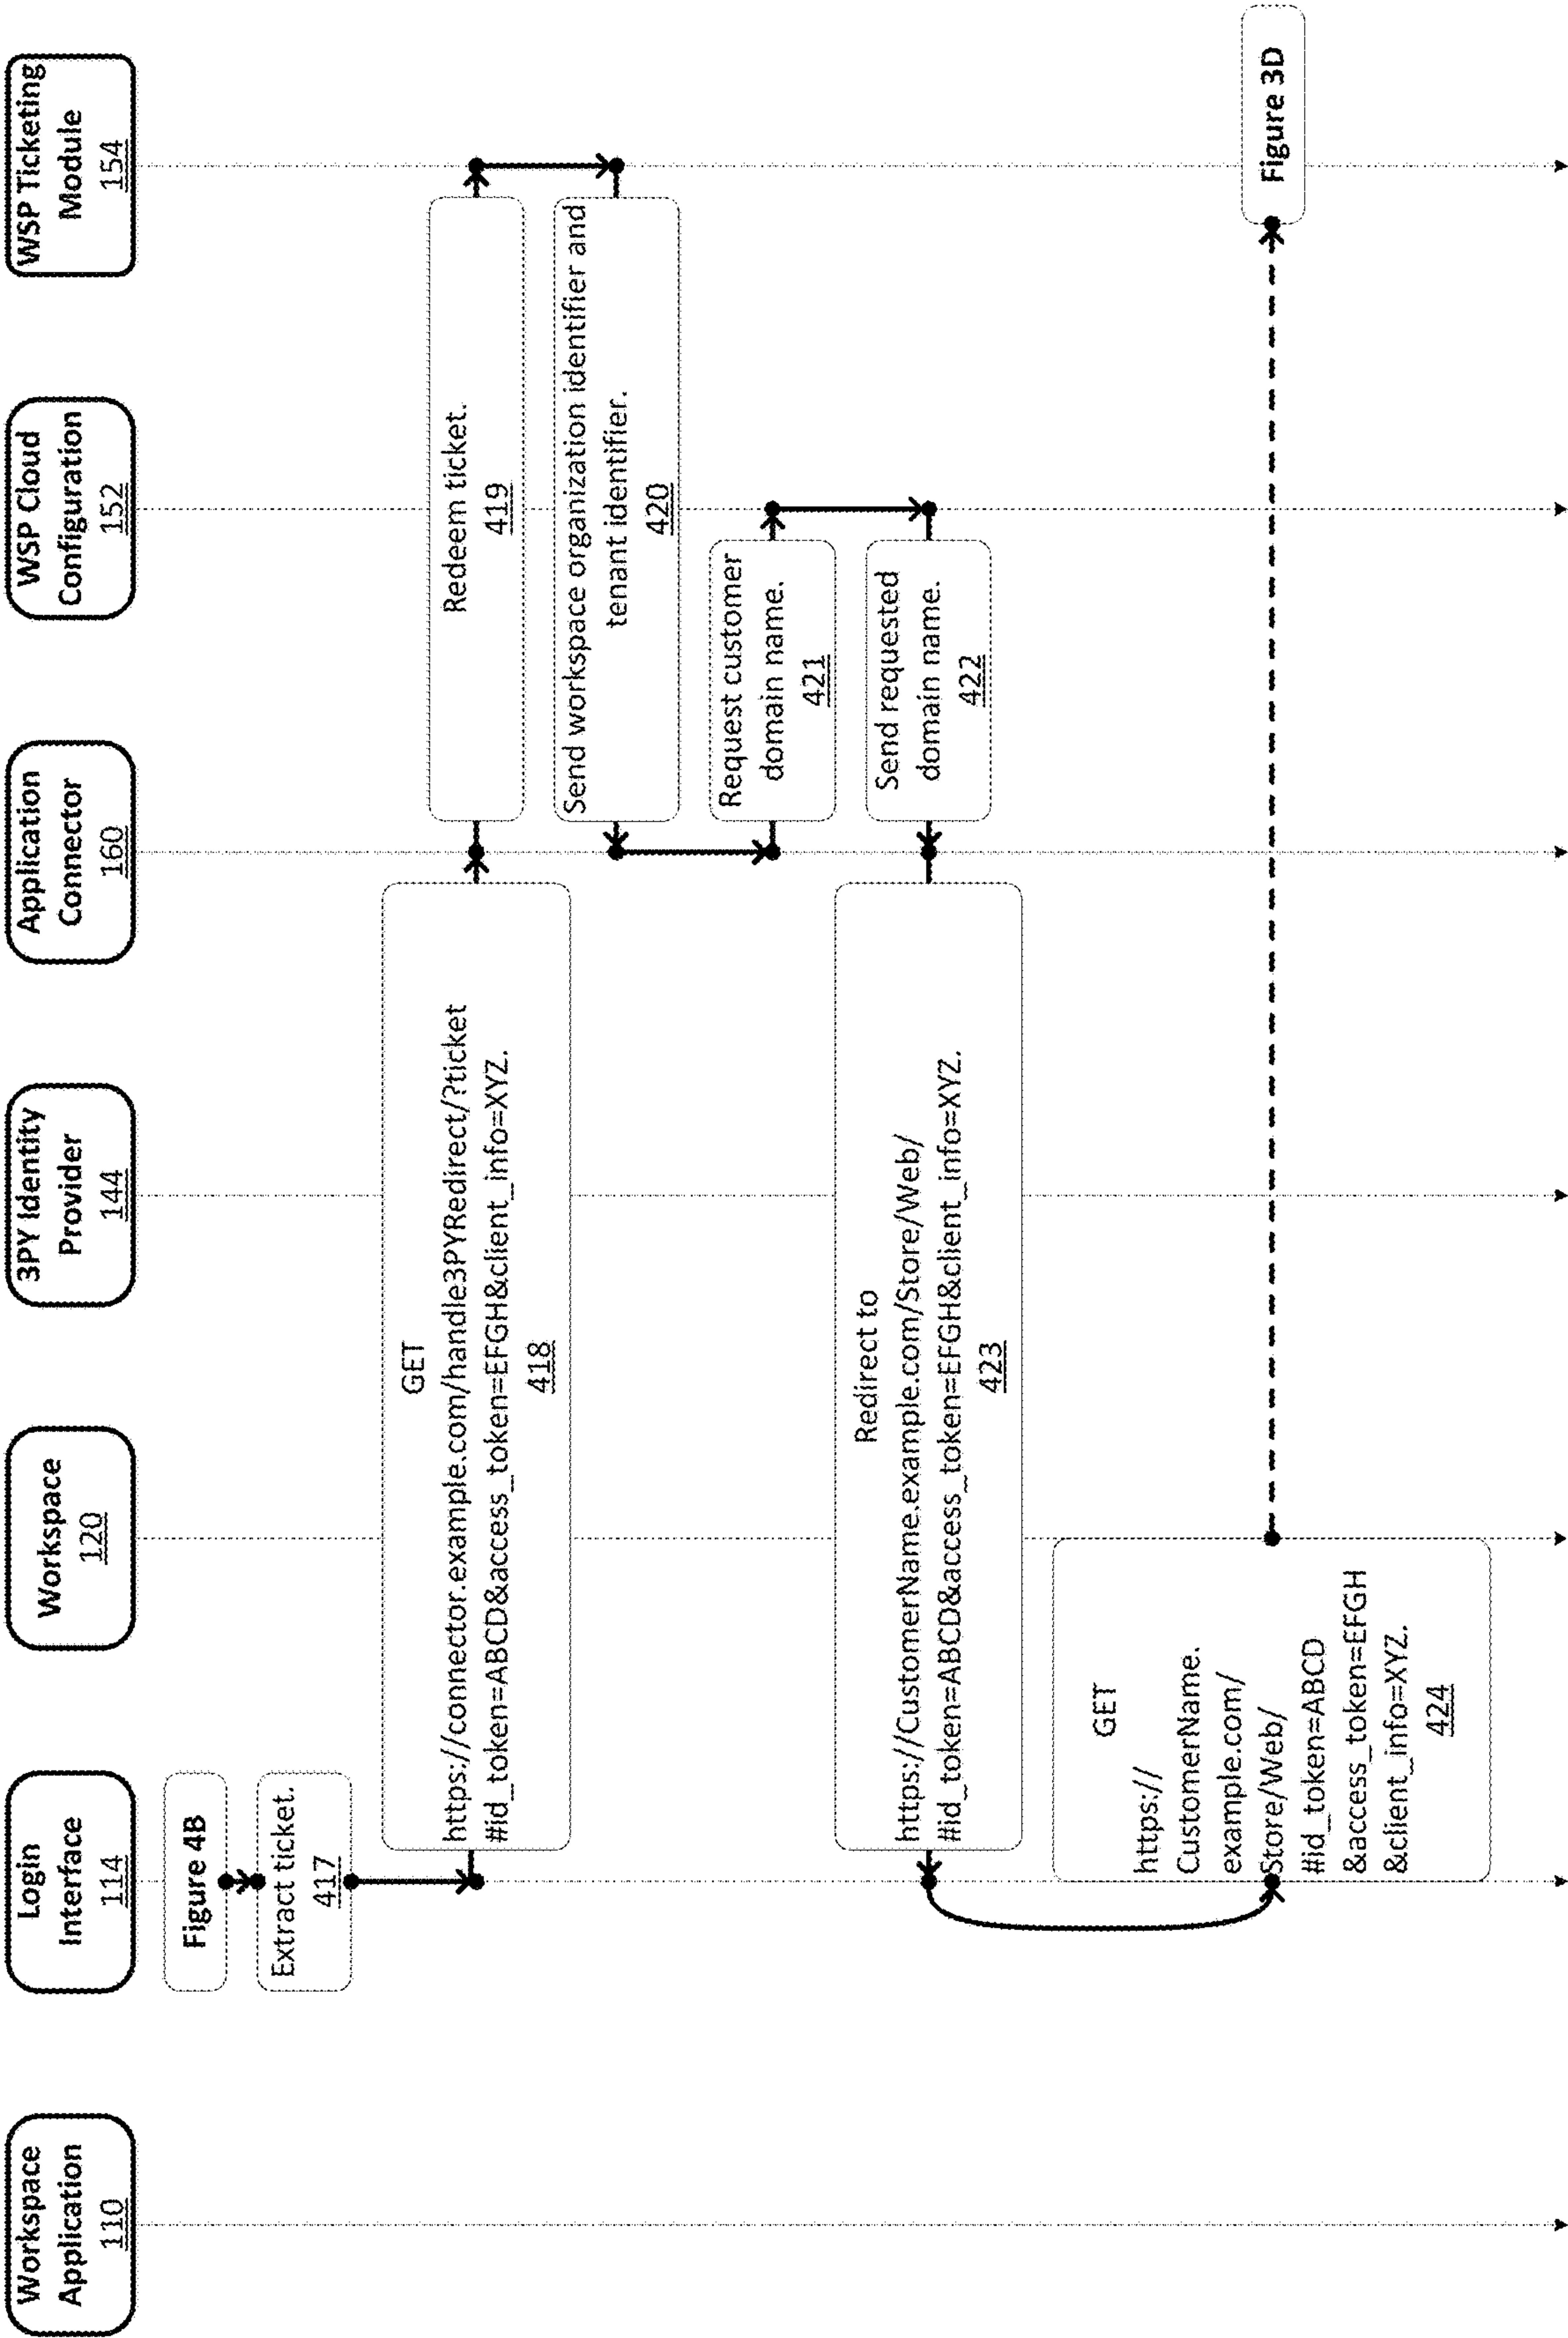 Workspace
Application
110
Login
Interface
114
Workspace
120
3PY Identity
Provider
144
Application
Connector
160
WSP Cloud
Configuration
152
WSP Ticketing
Module
154
Figure 4B
Extract ticket.
417
GET
https://connector.example.com/handle3PYRedirect/?ticket
#id_token=ABCD&access_token=EFGH&client_info=XYZ.
418
Redeem ticket.
419
Send workspace organization identifier and
tenant identifier.
420
Request customer
domain name.
421
Send requested
domain name.
422
Redirect to
https://CustomerName.example.com/Store/Web/
#id_token=ABCD&access_token=EFGH&client_info=XYZ.
423
GET
https://
CustomerName.
example.com/
Store/Web/
#id_token=ABCD
&access_token=EFGH
&client_info=XYZ.
424
Figure 3D